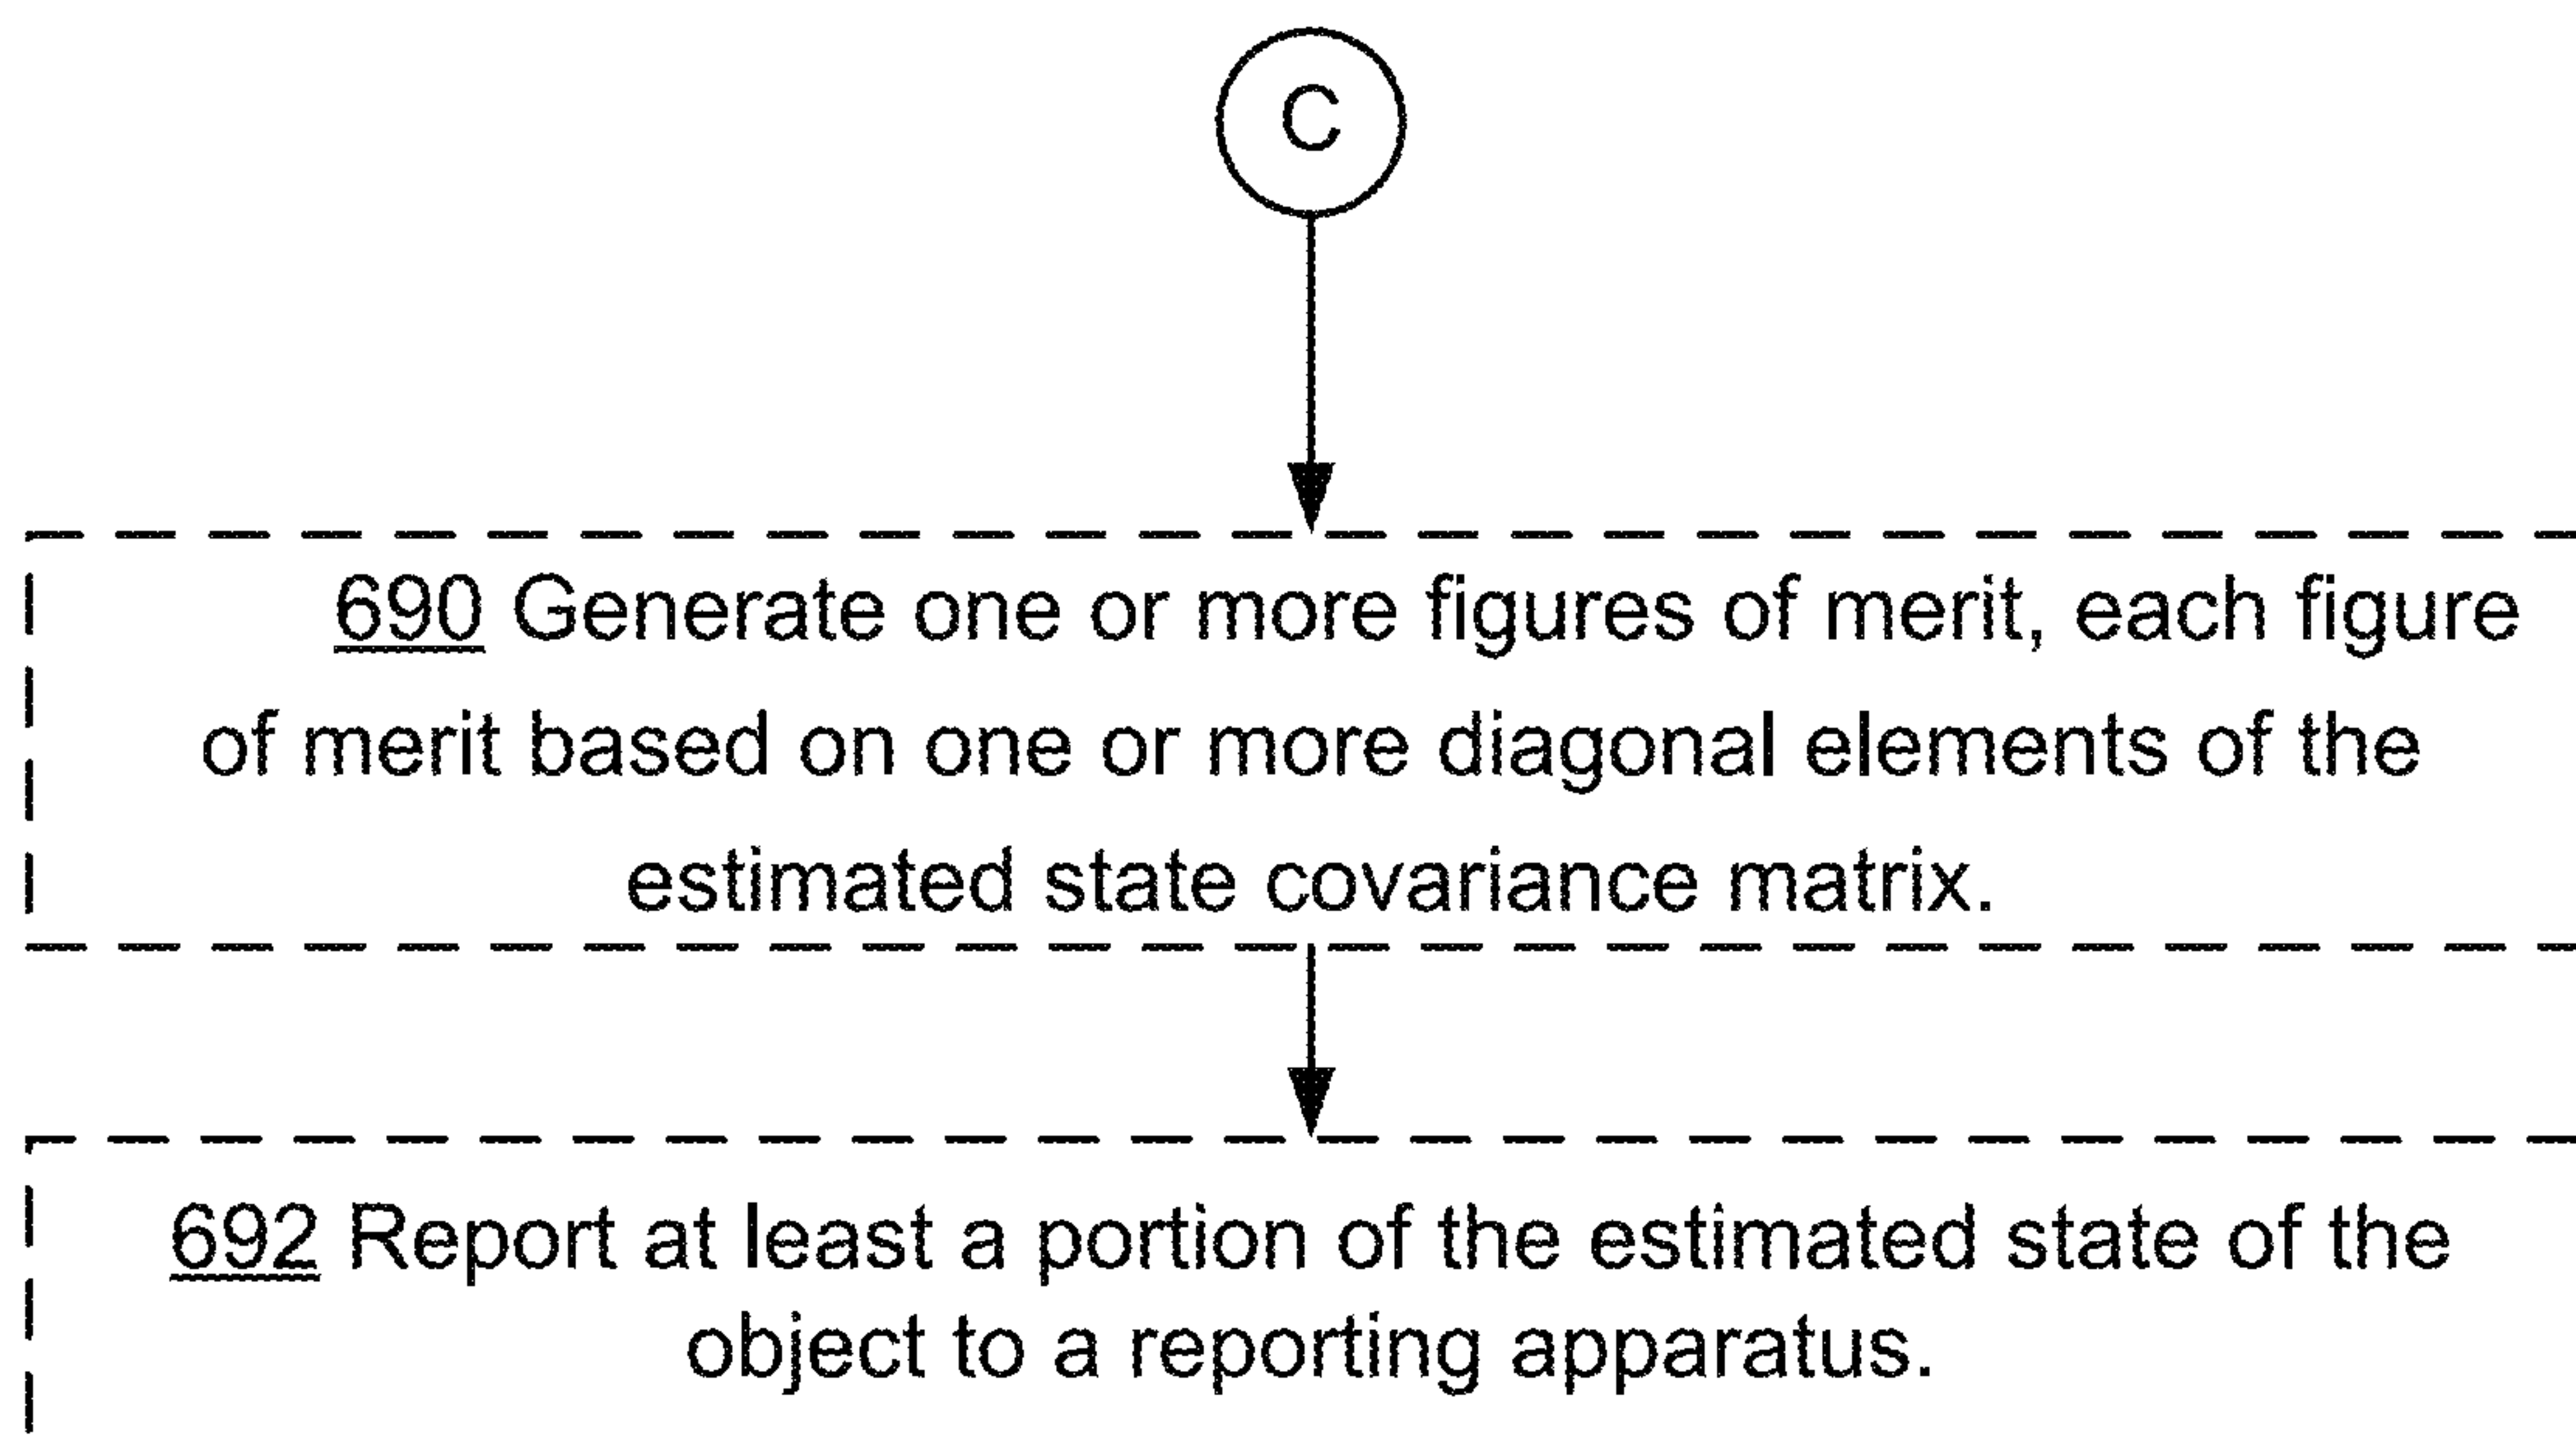 C
690 Generate one or more figures of merit, each figure
of merit based on one or more diagonal elements of the
estimated state covariance matrix.
692 Report at least a portion of the estimated state of the
object to a reporting apparatus.